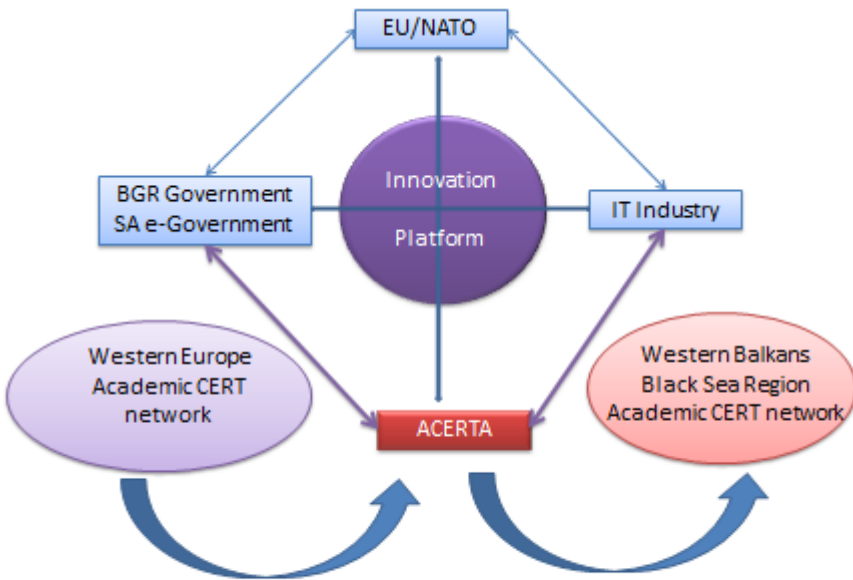 EU/NATO
Innovation
Platform
BGR Government
SA e-Government
IT Industry
Western Europe
Academic CERT
network
Western Balkans
Black Sea Region
Academic CERT network
ACERTA